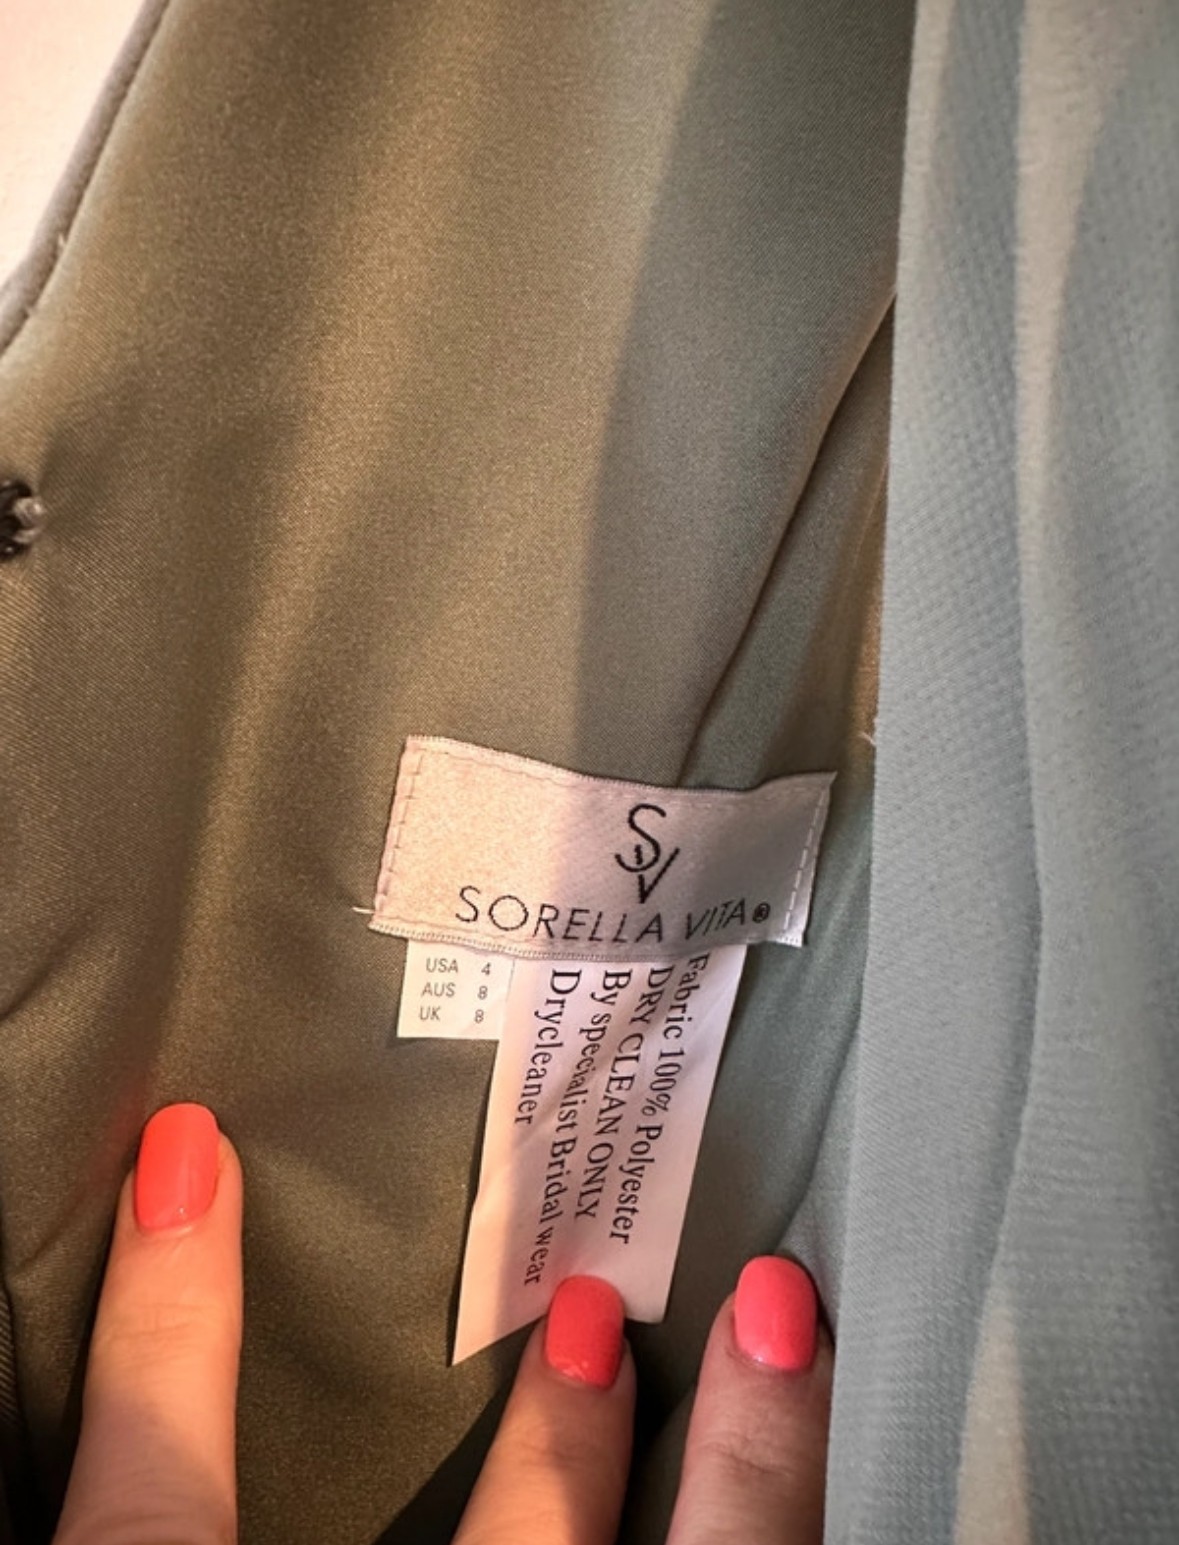 SV
SORELLA VITA®
USA 4
AUS 8
UK 8
Fabric 100% Polyester
DRY CLEAN ONLY
By specialist Bridal wear
Drycleaner